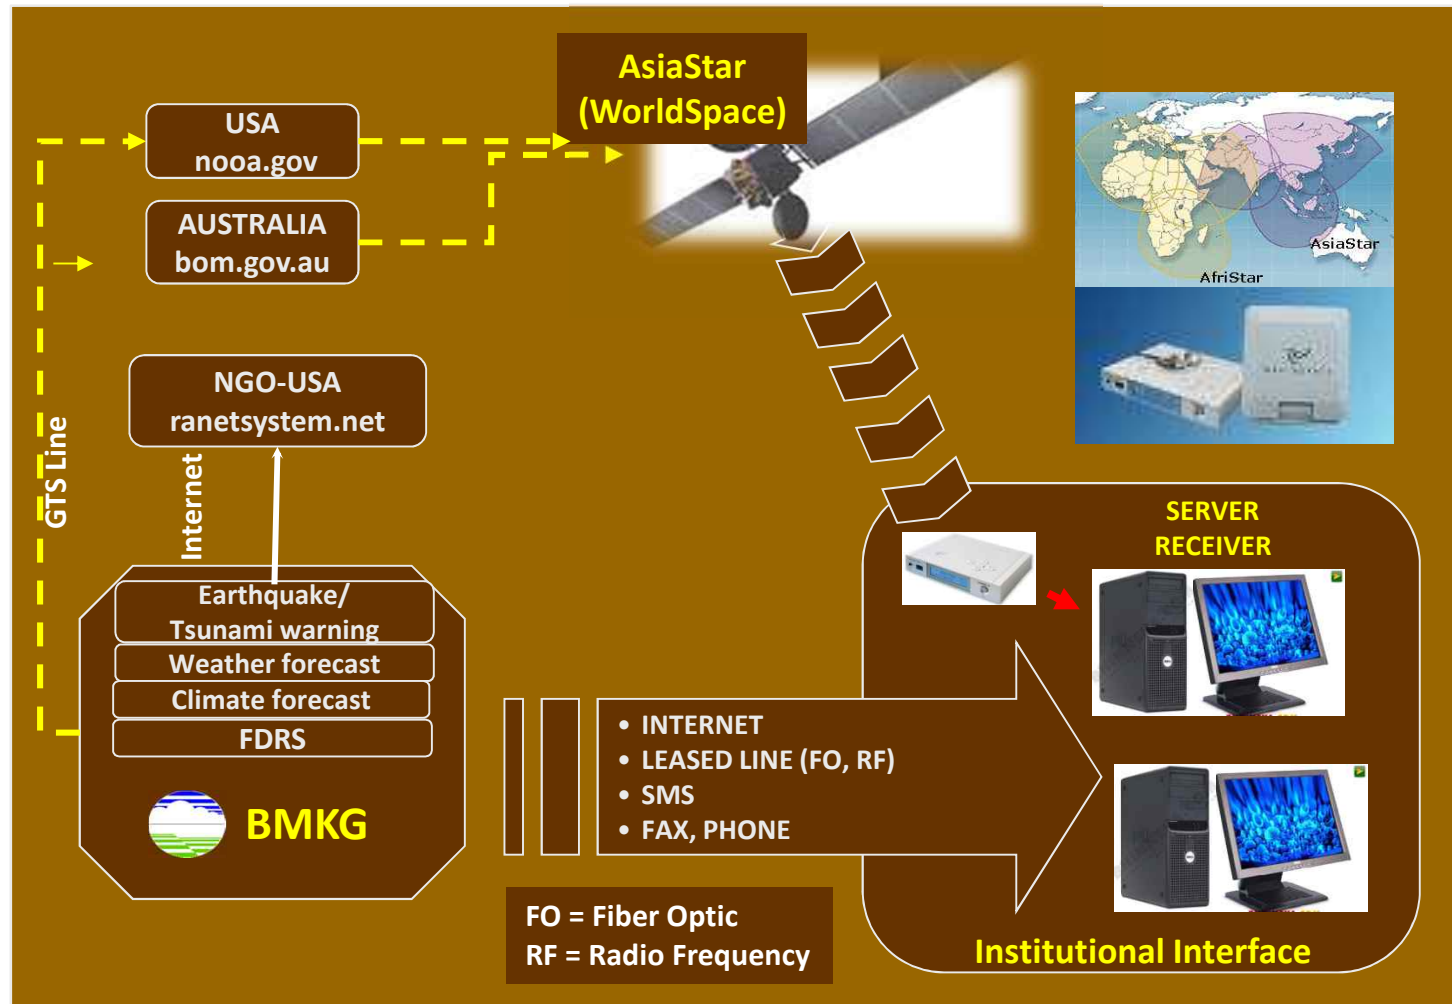 AsiaStar
(WorldSpace)
USA
nooa.gov
AUSTRALIA
bom.gov.au
AsiaStar
AfriStar
NGO-USA
ranetsystem.net
GTS Line
Internet
Earthquake/
Tsunami warning
Weather forecast
Climate forecast
FDRS
BMKG
• INTERNET
• LEASED LINE (FO, RF)
• SMS
• FAX, PHONE
FO = Fiber Optic
RF = Radio Frequency
SERVER
RECEIVER
Institutional Interface